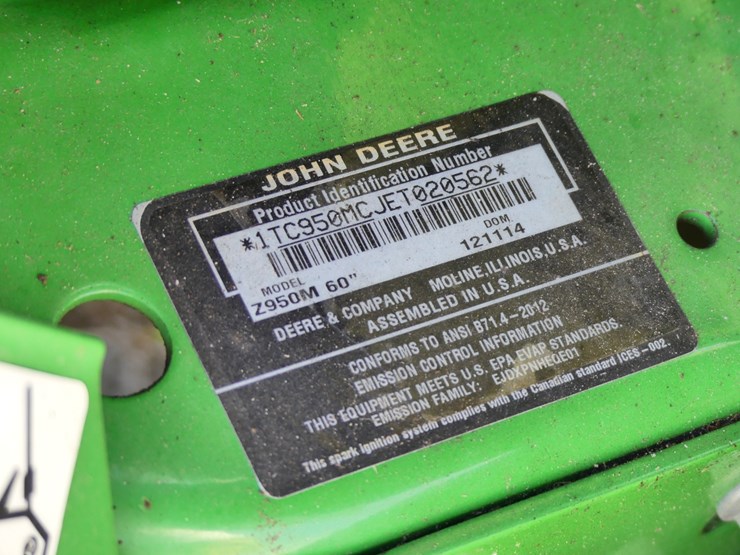 JOHN DEERE
Product Identification Number
*1TC950MCJET020562*
MODEL DOM
Z950M 60" 121114
DEERE & COMPANY MOLINE, ILLINOIS, U.S.A.
ASSEMBLED IN U.S.A.
CONFORMS TO ANSI B71.4-2012
EMISSION CONTROL INFORMATION
THIS EQUIPMENT MEETS U.S. EPA EVAP STANDARDS.
EMISSION FAMILY: EJDXPNHEQE01
This spark ignition system complies with the Canadian standard ICES-002.
®